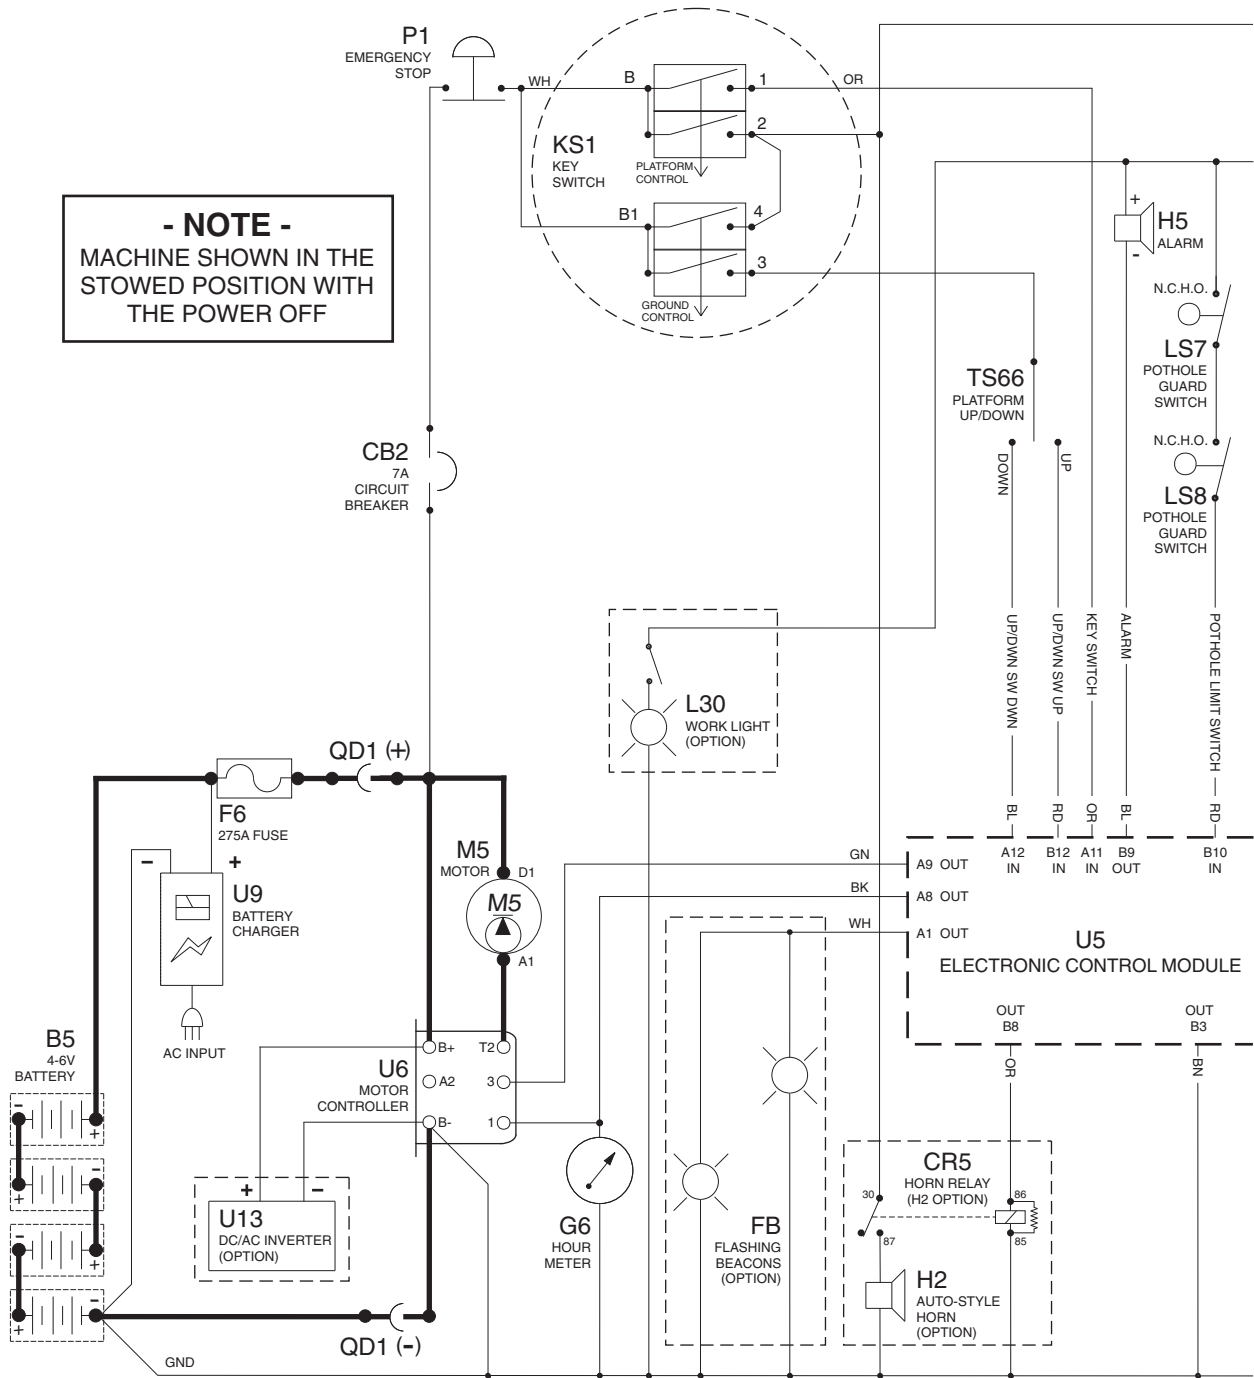 P1
EMERGENCY
STOP
WH
B
1
OR
2
KS1
KEY
SWITCH
PLATFORM
CONTROL
B1
4
3
GROUND
CONTROL
- NOTE -
MACHINE SHOWN IN THE
STOWED POSITION WITH
THE POWER OFF
+
H5
ALARM
-
N.C.H.O.
LS7
POTHOLE
GUARD
SWITCH
TS66
PLATFORM
UP/DOWN
DOWN
UP
N.C.H.O.
LS8
POTHOLE
GUARD
SWITCH
CB2
7A
CIRCUIT
BREAKER
UP/DWN SW DWN
UP/DWN SW UP
KEY SWITCH
ALARM
POTHOLE LIMIT SWITCH
L30
WORK LIGHT
(OPTION)
QD1 (+)
F6
275A FUSE
BL
RD
OR
BL
RD
-
+
U9
BATTERY
CHARGER
AC INPUT
M5
MOTOR
D1
M5
A1
GN
BK
WH
A9 OUT
A8 OUT
A1 OUT
A12
IN
B12
IN
A11
IN
B9
OUT
B10
IN
U5
ELECTRONIC CONTROL MODULE
OUT
B8
OUT
B3
OR
BN
B5
4-6V
BATTERY
-
+
+
-
-
+
+
-
U6
MOTOR
CONTROLLER
B+
T2
A2
3
B-
1
+
-
U13
DC/AC INVERTER
(OPTION)
G6
HOUR
METER
FB
FLASHING
BEACONS
(OPTION)
CR5
HORN RELAY
(H2 OPTION)
30
86
87
85
H2
AUTO-STYLE
HORN
(OPTION)
QD1 (-)
GND